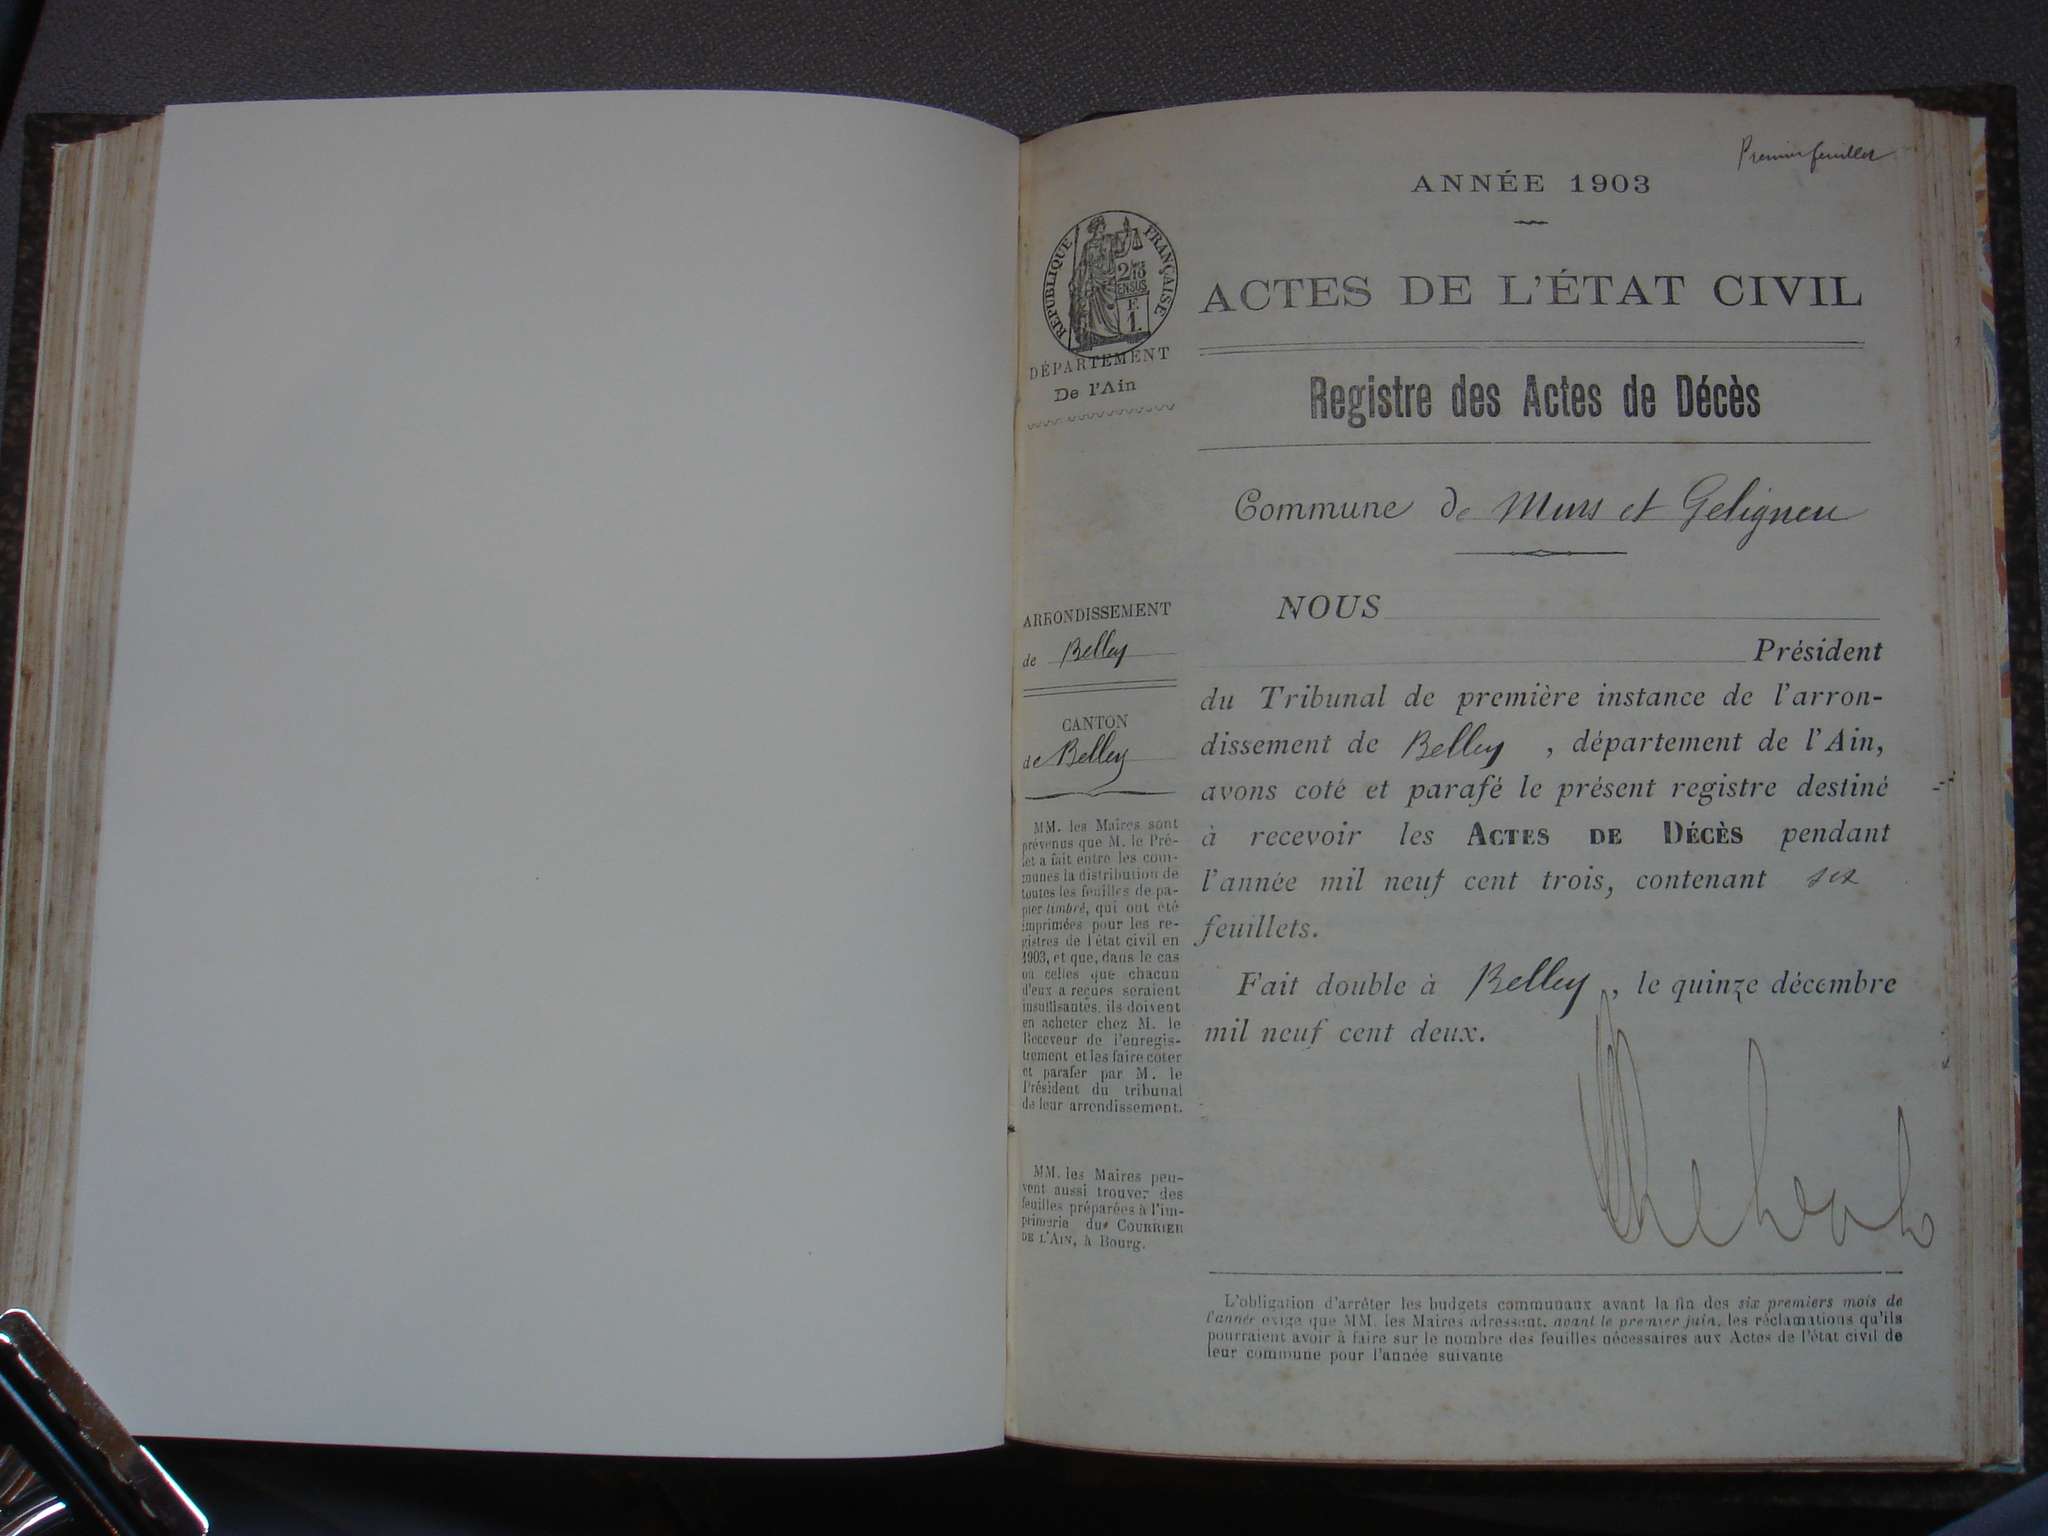 Premier feuillet
ANNÉE 1903
RÉPUBLIQUE FRANÇAISE
2/10
EN SUS
F.
1.
DÉPARTEMENT
De l'Ain
ACTES DE L'ÉTAT CIVIL
Registre des Actes de Décès
Commune de Murs et Geligneu
ARRONDISSEMENT
de Belley
CANTON
de Belley
MM. les Maires sont
prévenus que M. le Pré-
fet a fait entre les com-
munes la distribution de
toutes les feuilles de pa-
pier timbré, qui ont été
imprimées pour les re-
gistres de l'état civil en
1903, et que, dans le cas
où celles que chacun
d'eux a reçues seraient
insuffisantes, ils doivent
en acheter chez M. le
Receveur de l'enregis-
trement et les faire coter
et parafer par M. le
Président du tribunal
de leur arrondissement.
MM. les Maires peu-
vent aussi trouver des
feuilles préparées à l'im-
primerie du COURRIER
DE L'AIN, à Bourg.
NOUS
Président
du Tribunal de première instance de l'arron-
dissement de Belley , département de l'Ain,
avons coté et parafé le présent registre destiné
à recevoir les ACTES DE DÉCÈS pendant
l'année mil neuf cent trois, contenant six
feuillets.
Fait double à Belley , le quinze décembre
mil neuf cent deux.
L'obligation d'arrêter les budgets communaux avant la fin des six premiers mois de
l'année exige que MM. les Maires adressent, avant le premier juin, les réclamations qu'ils
pourraient avoir à faire sur le nombre des feuilles nécessaires aux Actes de l'état civil de
leur commune pour l'année suivante